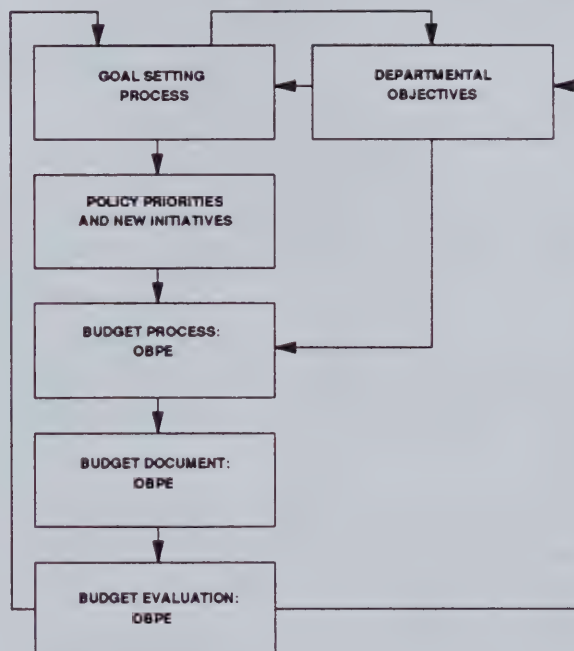 GOAL SETTING
PROCESS
DEPARTMENTAL
OBJECTIVES
POLICY PRIORITIES
AND NEW INITIATIVES
BUDGET PROCESS:
OBPE
BUDGET DOCUMENT:
OBPE
BUDGET EVALUATION:
OBPE